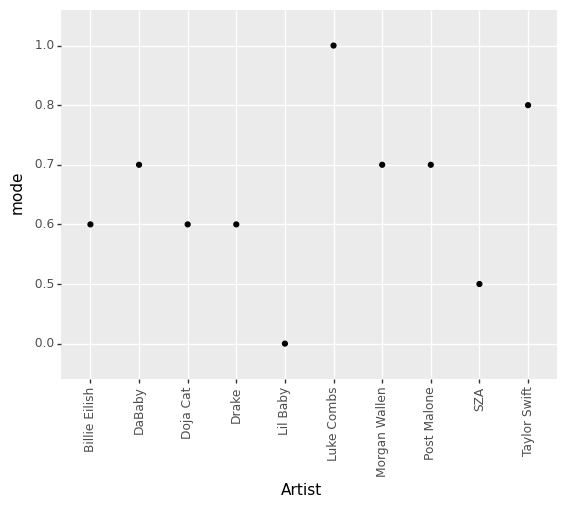 1.0
0.8
0.7
0.6
0.5
0.0
mode
Billie Eilish
DaBaby
Doja Cat
Drake
Lil Baby
Luke Combs
Morgan Wallen
Post Malone
SZA
Taylor Swift
Artist